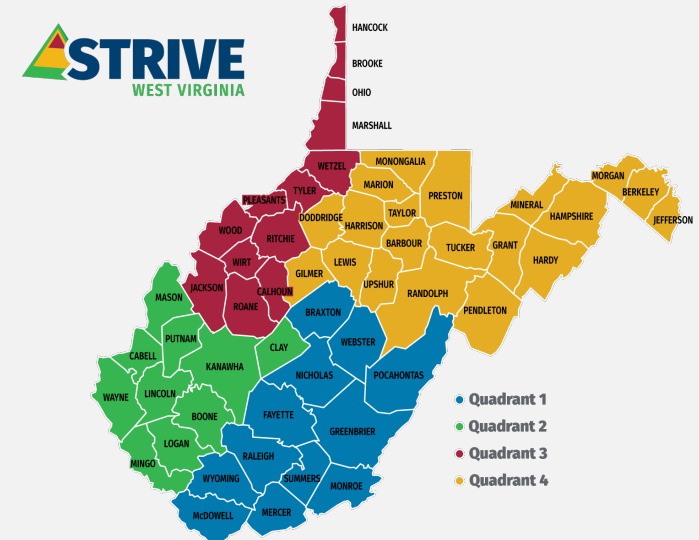 STRIVE
WEST VIRGINIA
HANCOCK
BROOKE
OHIO
MARSHALL
WETZEL
MONONGALIA
MARION
PRESTON
TYLER
PLEASANTS
DODDRIDGE
HARRISON
TAYLOR
MINERAL
MORGAN
BERKELEY
JEFFERSON
HAMPSHIRE
WOOD
RITCHIE
BARBOUR
TUCKER
GRANT
HARDY
WIRT
LEWIS
GILMER
UPSHUR
RANDOLPH
PENDLETON
JACKSON
CALHOUN
ROANE
MASON
BRAXTON
WEBSTER
PUTNAM
CLAY
CABELL
KANAWHA
NICHOLAS
POCAHONTAS
WAYNE
LINCOLN
BOONE
FAYETTE
GREENBRIER
LOGAN
RALEIGH
MINGO
WYOMING
SUMMERS
MONROE
McDOWELL
MERCER
Quadrant 1
Quadrant 2
Quadrant 3
Quadrant 4